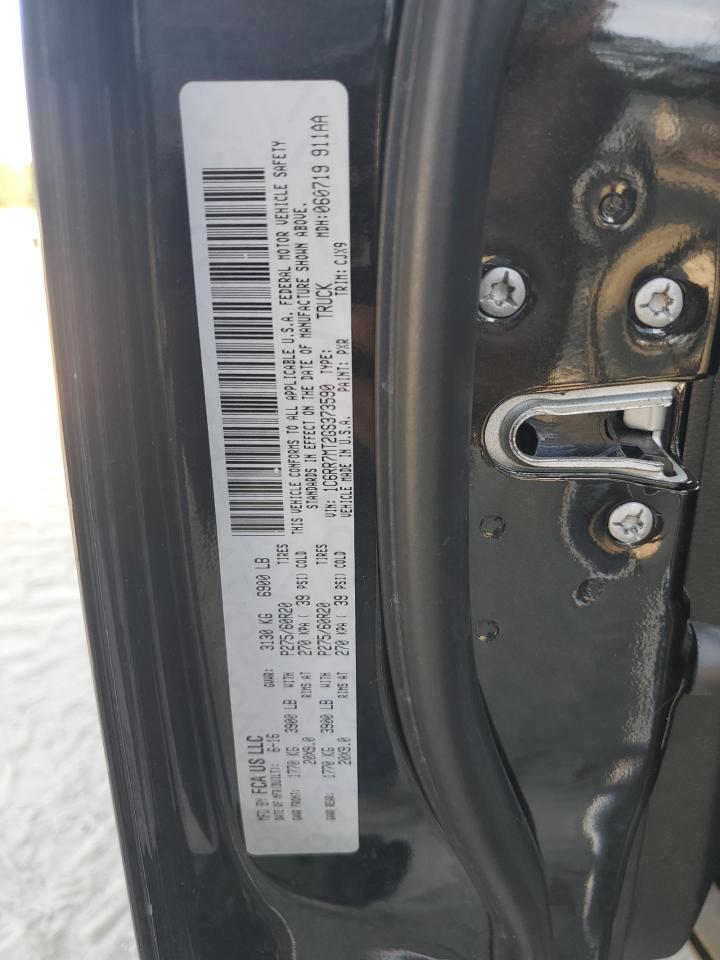 MFD BY FCA US LLC
DATE OF MFR(BUILT): 6-16 GVWR: 3130 KG 6900 LB
GAWR FRONT: 1770 KG 3900 LB WITH P275/60R20 TIRES
20X9.0 RIMS AT 270 KPA ( 39 PSI) COLD
GAWR REAR: 1770 KG 3900 LB WITH P275/60R20 TIRES
20X9.0 RIMS AT 270 KPA ( 39 PSI) COLD
THIS VEHICLE CONFORMS TO ALL APPLICABLE U.S.A. FEDERAL MOTOR VEHICLE SAFETY
STANDARDS IN EFFECT ON THE DATE OF MANUFACTURE SHOWN ABOVE.
VIN: 1C6RR7MT2GS373590 TYPE: TRUCK MDH:060719 911AA
VEHICLE MADE IN U.S.A. PAINT: PXR TRIM: CJX9